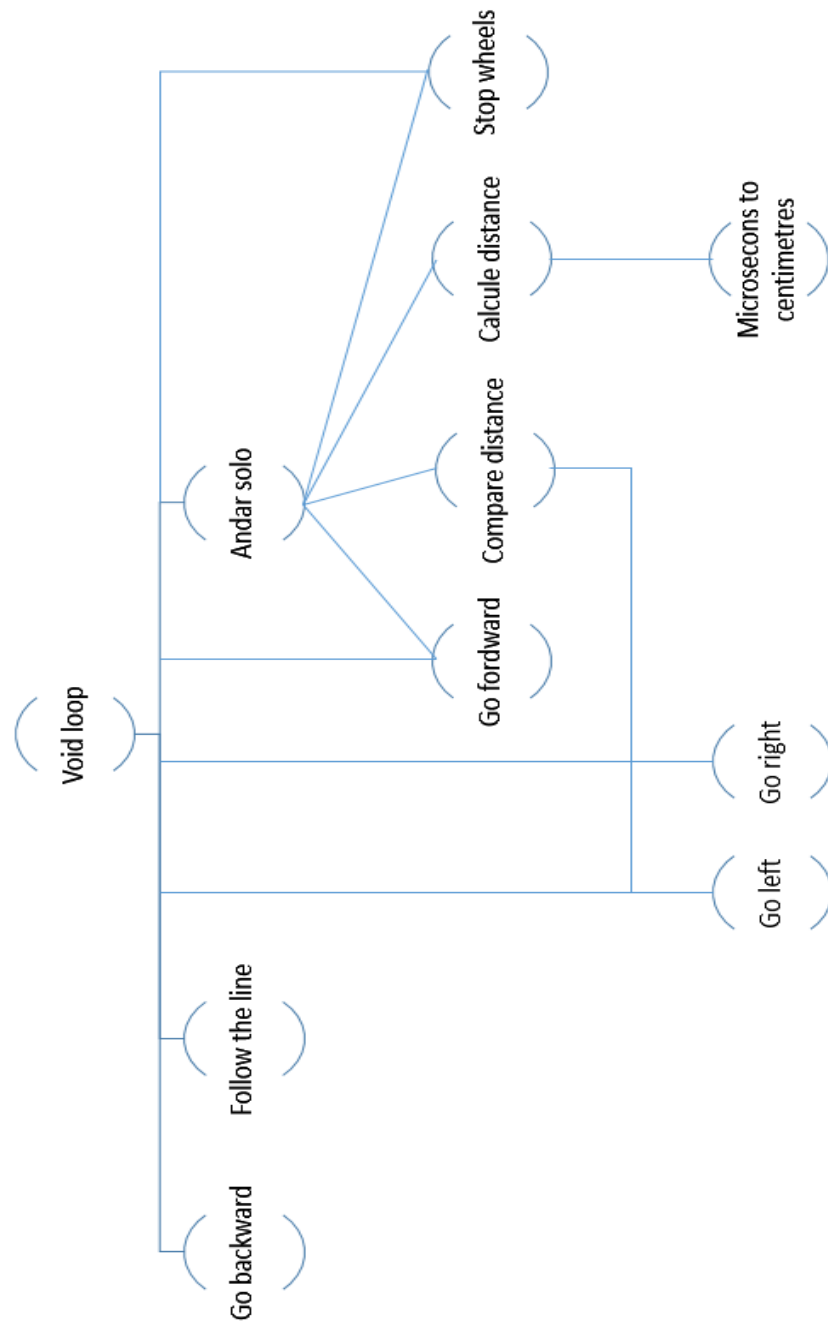 Void loop
Go backward
Follow the line
Andar solo
Go fordward
Compare distance
Calcule distance
Stop wheels
Go left
Go right
Microsecons to
centimetres